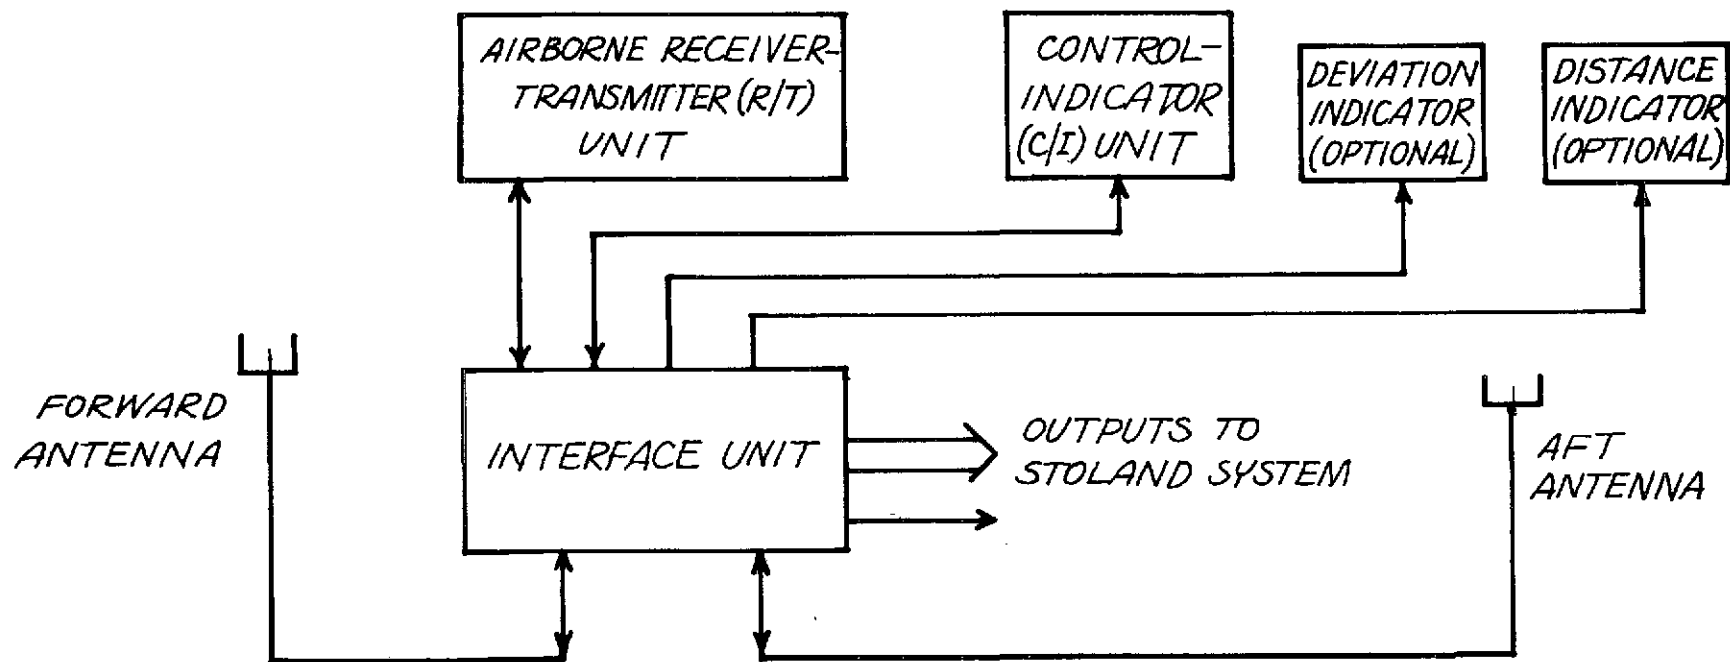 AIRBORNE RECEIVER-
TRANSMITTER (R/T)
UNIT
CONTROL-
INDICATOR
(C/I) UNIT
DEVIATION
INDICATOR
(OPTIONAL)
DISTANCE
INDICATOR
(OPTIONAL)
FORWARD
ANTENNA
INTERFACE UNIT
OUTPUTS TO
STOLAND SYSTEM
AFT
ANTENNA